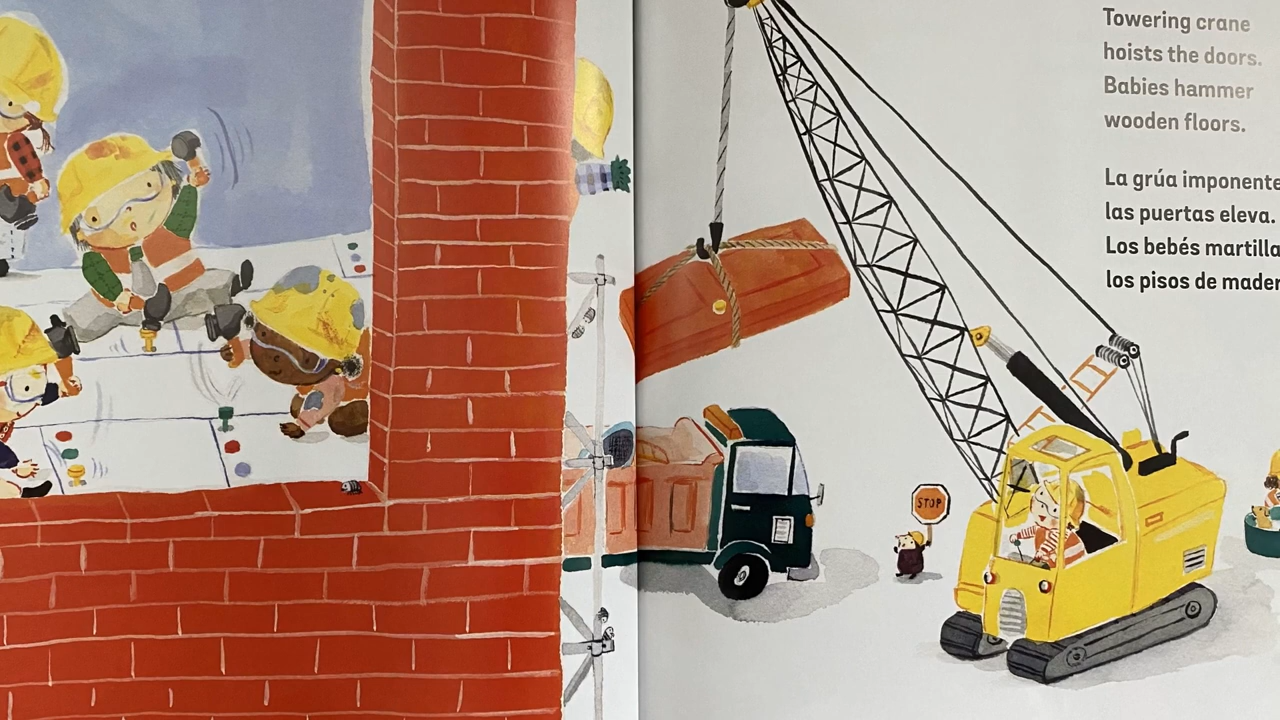 Towering crane
hoists the doors.
Babies hammer
wooden floors.
La grúa imponente
las puertas eleva.
Los bebés martilla
los pisos de mader
STOP